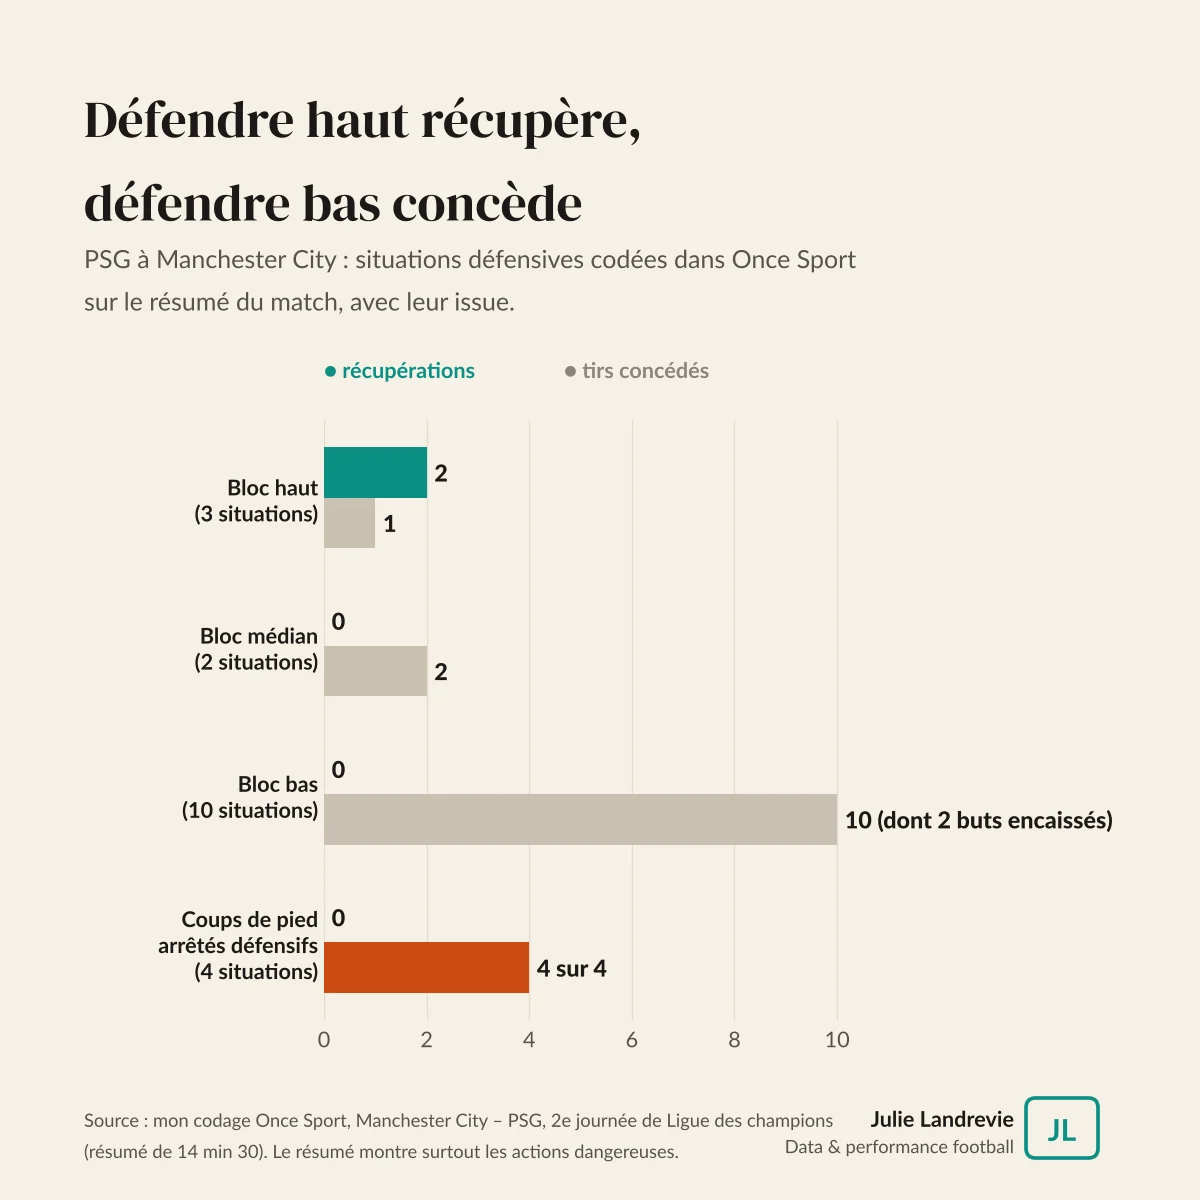 Défendre haut récupère,
défendre bas concède
PSG à Manchester City : situations défensives codées dans Once Sport
sur le résumé du match, avec leur issue.
● récupérations
● tirs concédés
Bloc haut
(3 situations)
2
1
Bloc médian
(2 situations)
0
2
Bloc bas
(10 situations)
0
10 (dont 2 buts encaissés)
Coups de pied
arrêtés défensifs
(4 situations)
0
4 sur 4
0 2 4 6 8 10
Source : mon codage Once Sport, Manchester City – PSG, 2e journée de Ligue des champions
(résumé de 14 min 30). Le résumé montre surtout les actions dangereuses.
Julie Landrevie
Data & performance football
JL